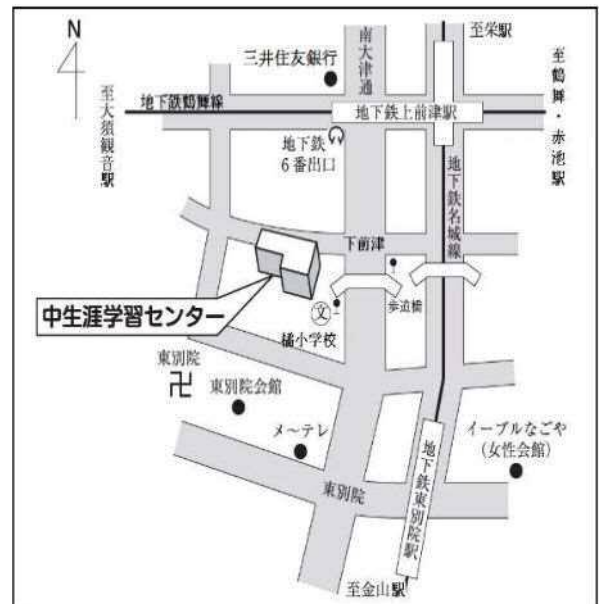 N
至栄駅
南大津通
三井住友銀行
至鶴舞・赤池駅
至大須観音駅
地下鉄鶴舞線
地下鉄上前津駅
地下鉄
6番出口
地下鉄名城線
下前津
中生涯学習センター
文
歩道橋
橘小学校
東別院
卍
東別院会館
メ〜テレ
イーブルなごや
(女性会館)
東別院
地下鉄東別院駅
至金山駅